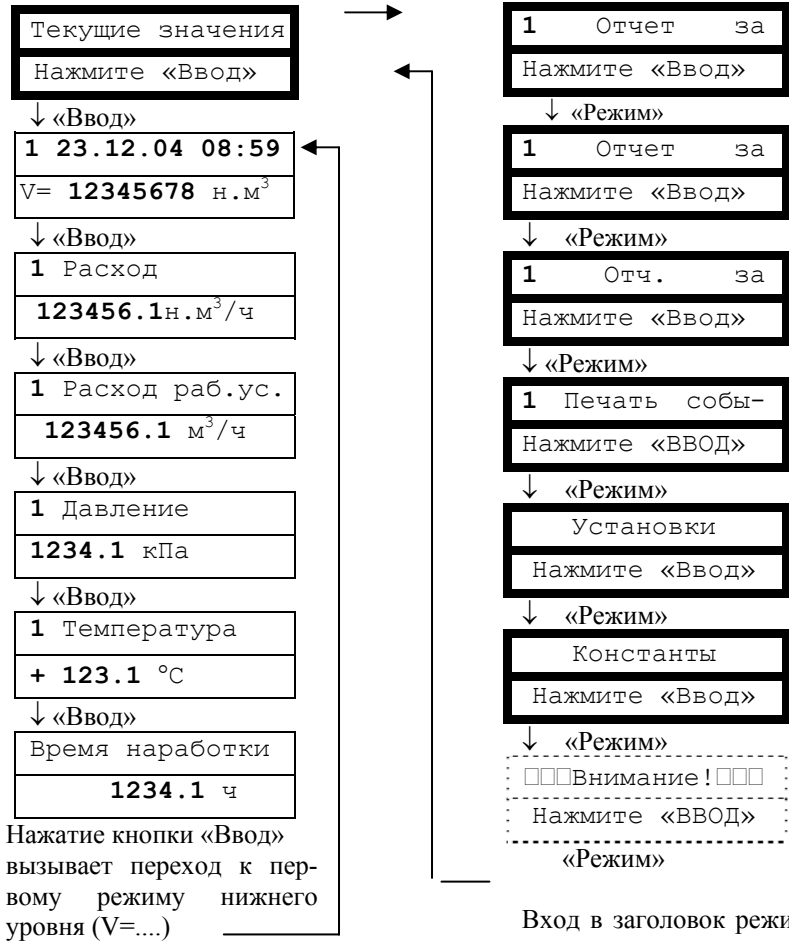 Текущие значения
Нажмите «Ввод»
↓ «Ввод»
1 23.12.04 08:59
V= 12345678 н.м³
↓ «Ввод»
1 Расход
123456.1н.м³/ч
↓ «Ввод»
1 Расход раб.ус.
123456.1 м³/ч
↓ «Ввод»
1 Давление
1234.1 кПа
↓ «Ввод»
1 Температура
+ 123.1 °С
↓ «Ввод»
Время наработки
1234.1 ч
Нажатие кнопки «Ввод»
вызывает переход к пер-
вому режиму нижнего
уровня (V=....)
1 Отчет за
Нажмите «Ввод»
↓ «Режим»
1 Отчет за
Нажмите «Ввод»
↓ «Режим»
1 Отч. за
Нажмите «Ввод»
↓ «Режим»
1 Печать собы-
Нажмите «ВВОД»
↓ «Режим»
Установки
Нажмите «Ввод»
↓ «Режим»
Константы
Нажмите «Ввод»
↓ «Режим»
□□□Внимание!□□□
Нажмите «ВВОД»
«Режим»
Вход в заголовок